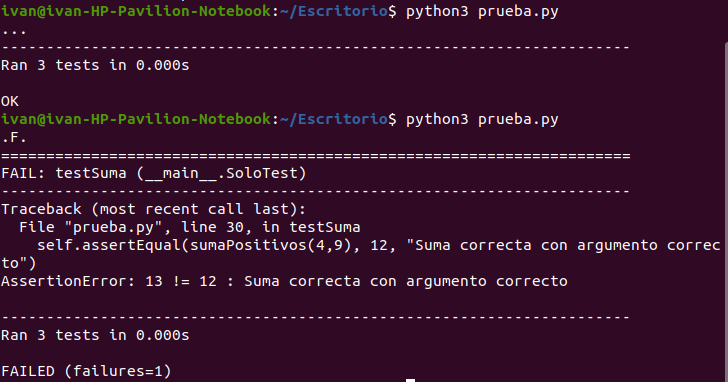 ivan@ivan-HP-Pavilion-Notebook:~/Escritorio$ python3 prueba.py
...
----------------------------------------------------------------------
Ran 3 tests in 0.000s
OK
ivan@ivan-HP-Pavilion-Notebook:~/Escritorio$ python3 prueba.py
.F.
======================================================================
FAIL: testSuma (__main__.SoloTest)
----------------------------------------------------------------------
Traceback (most recent call last):
  File "prueba.py", line 30, in testSuma
    self.assertEqual(sumaPositivos(4,9), 12, "Suma correcta con argumento correc
to")
AssertionError: 13 != 12 : Suma correcta con argumento correcto
----------------------------------------------------------------------
Ran 3 tests in 0.000s
FAILED (failures=1)